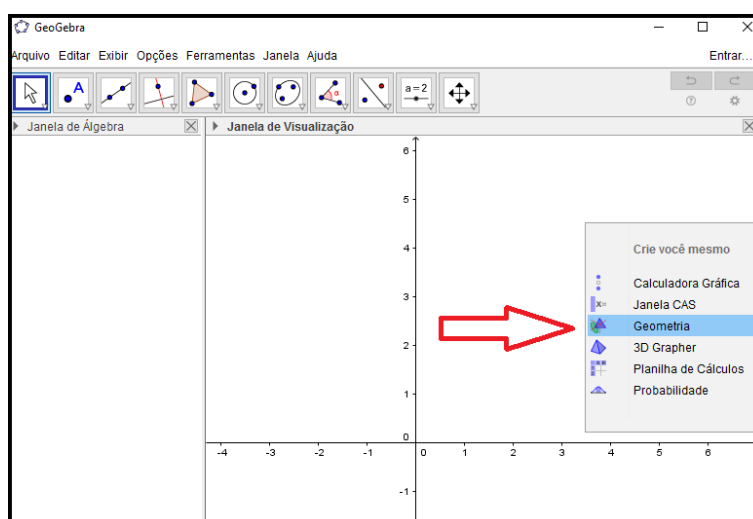 GeoGebra
Arquivo Editar Exibir Opções Ferramentas Janela Ajuda Entrar...
A α a=2
Janela de Álgebra Janela de Visualização
6
5
4
Crie você mesmo
Calculadora Gráfica
3
x= Janela CAS
Geometria
2
3D Grapher
Planilha de Cálculos
1
Probabilidade
0
-4 -3 -2 -1 0 1 2 3 4 5 6
-1